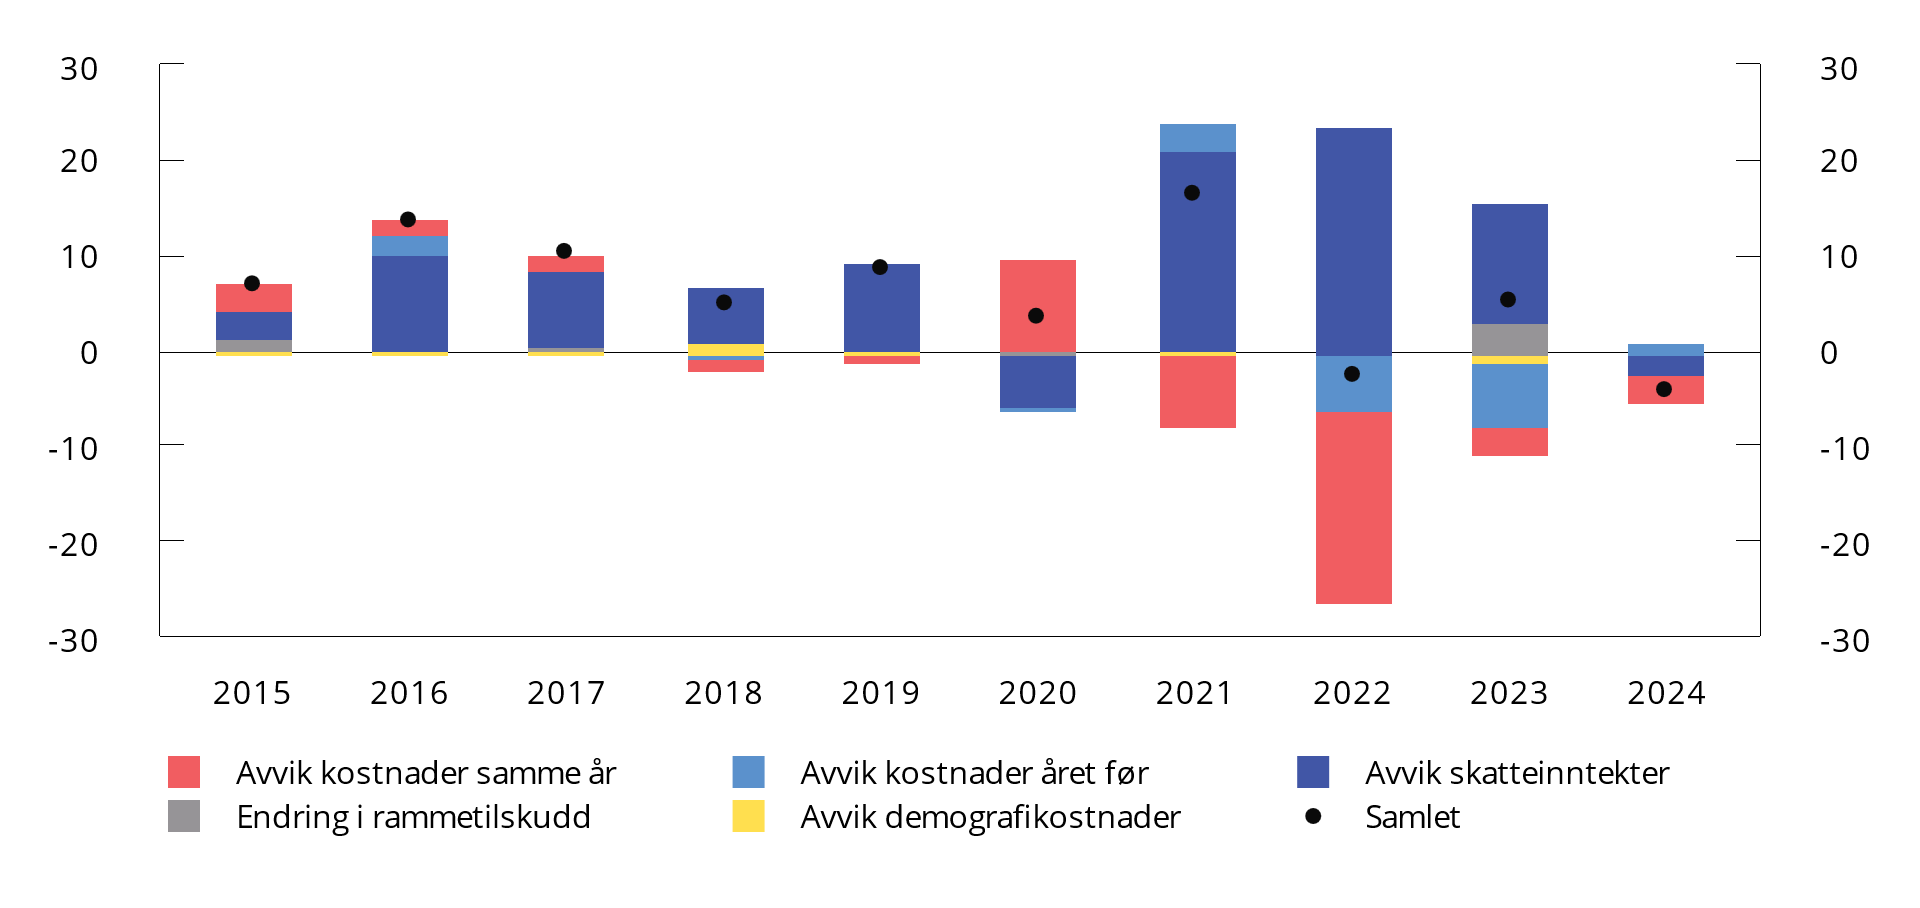 30 30
20 20
10 10
0 0
-10 -10
-20 -20
-30 -30
2015 2016 2017 2018 2019 2020 2021 2022 2023 2024
Avvik kostnader samme år Avvik kostnader året før Avvik skatteinntekter
Endring i rammetilskudd Avvik demografikostnader Samlet